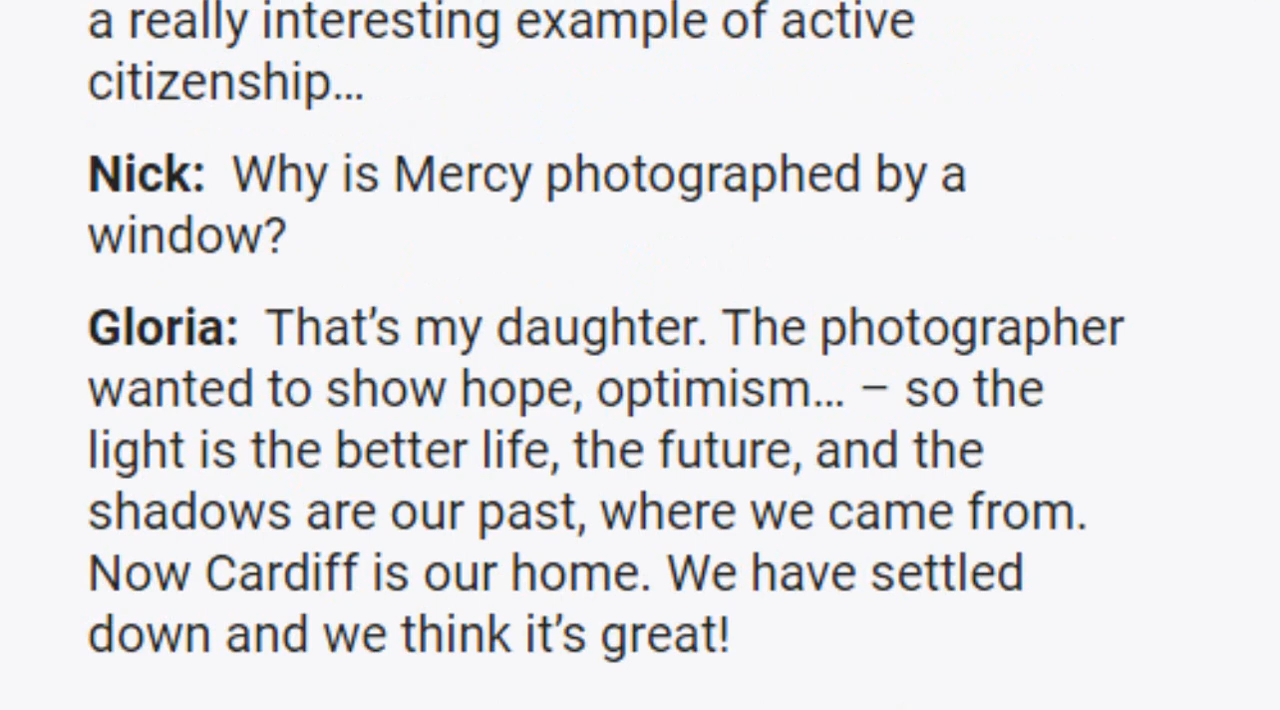 a really interesting example of active
citizenship…
Nick: Why is Mercy photographed by a
window?
Gloria: That’s my daughter. The photographer
wanted to show hope, optimism… – so the
light is the better life, the future, and the
shadows are our past, where we came from.
Now Cardiff is our home. We have settled
down and we think it’s great!